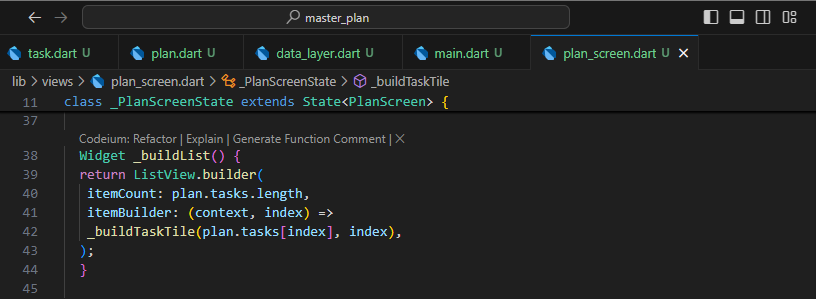 master_plan
task.dart U plan.dart U data_layer.dart U main.dart U plan_screen.dart U
lib > views > plan_screen.dart > _PlanScreenState > _buildTaskTile
11 class _PlanScreenState extends State<PlanScreen> {
37
Codeium: Refactor | Explain | Generate Function Comment | ×
38 Widget _buildList() {
39 return ListView.builder(
40 itemCount: plan.tasks.length,
41 itemBuilder: (context, index) =>
42 _buildTaskTile(plan.tasks[index], index),
43 );
44 }
45